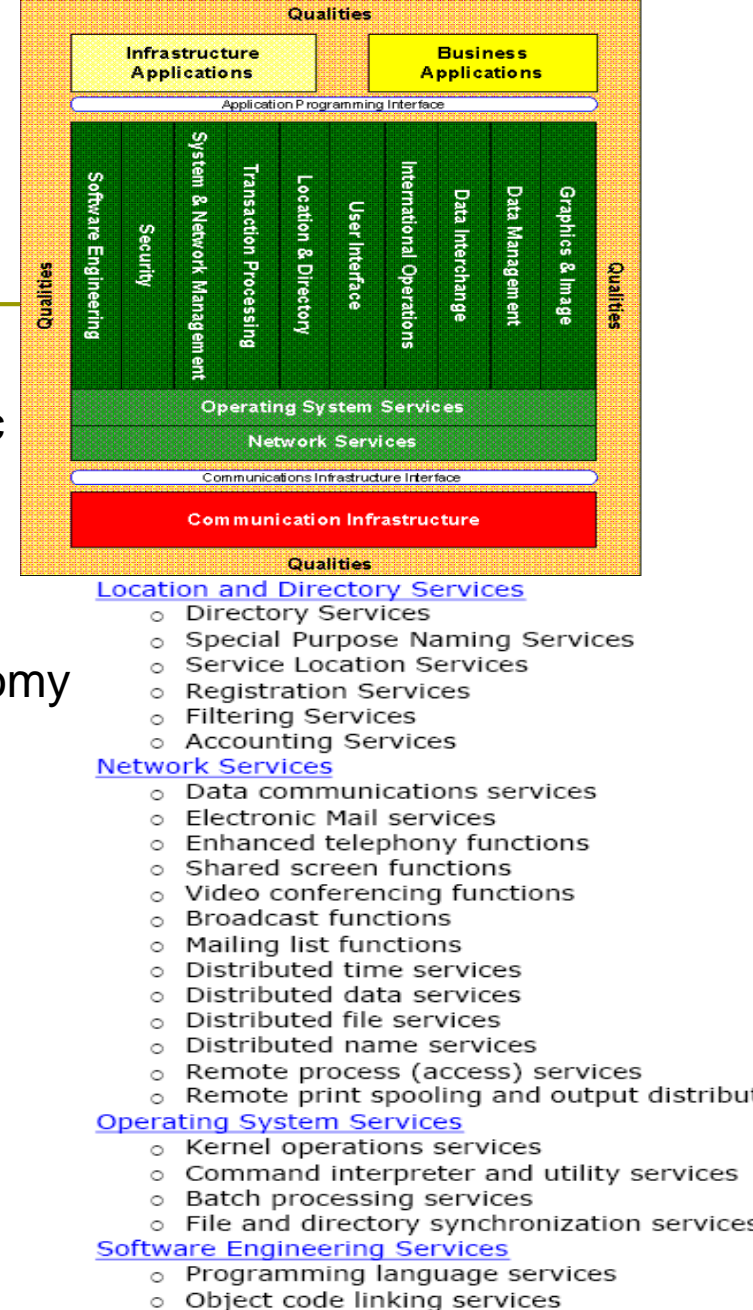 Qualities
Infrastructure
Applications
Business
Applications
Application Programming Interface
Qualities
Software Engineering
Security
System & Network Management
Transaction Processing
Location & Directory
User Interface
International Operations
Data Interchange
Data Management
Graphics & Image
Qualities
Operating System Services
Network Services
Communications Infrastructure Interface
Communication Infrastructure
Qualities
c
omy
Location and Directory Services
o Directory Services
o Special Purpose Naming Services
o Service Location Services
o Registration Services
o Filtering Services
o Accounting Services
Network Services
o Data communications services
o Electronic Mail services
o Enhanced telephony functions
o Shared screen functions
o Video conferencing functions
o Broadcast functions
o Mailing list functions
o Distributed time services
o Distributed data services
o Distributed file services
o Distributed name services
o Remote process (access) services
o Remote print spooling and output distribut
Operating System Services
o Kernel operations services
o Command interpreter and utility services
o Batch processing services
o File and directory synchronization services
Software Engineering Services
o Programming language services
o Object code linking services